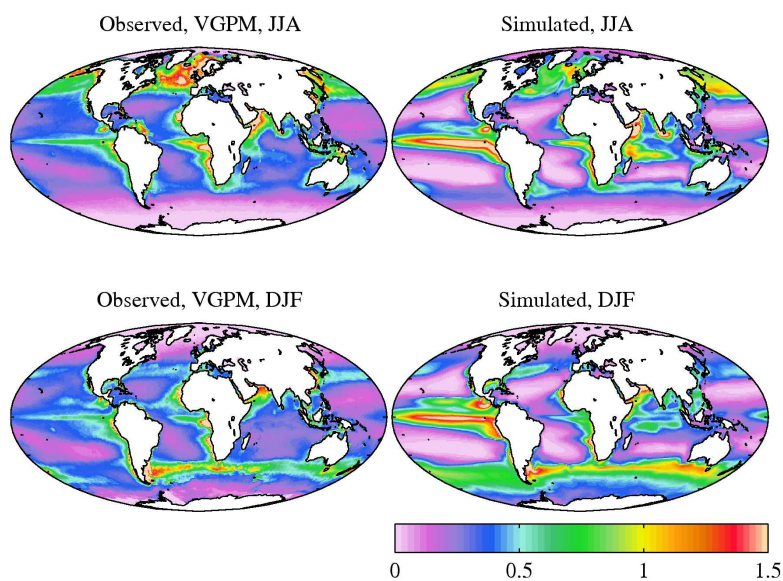 Observed, VGPM, JJA
Simulated, JJA
Observed, VGPM, DJF
Simulated, DJF
0 0.5 1 1.5